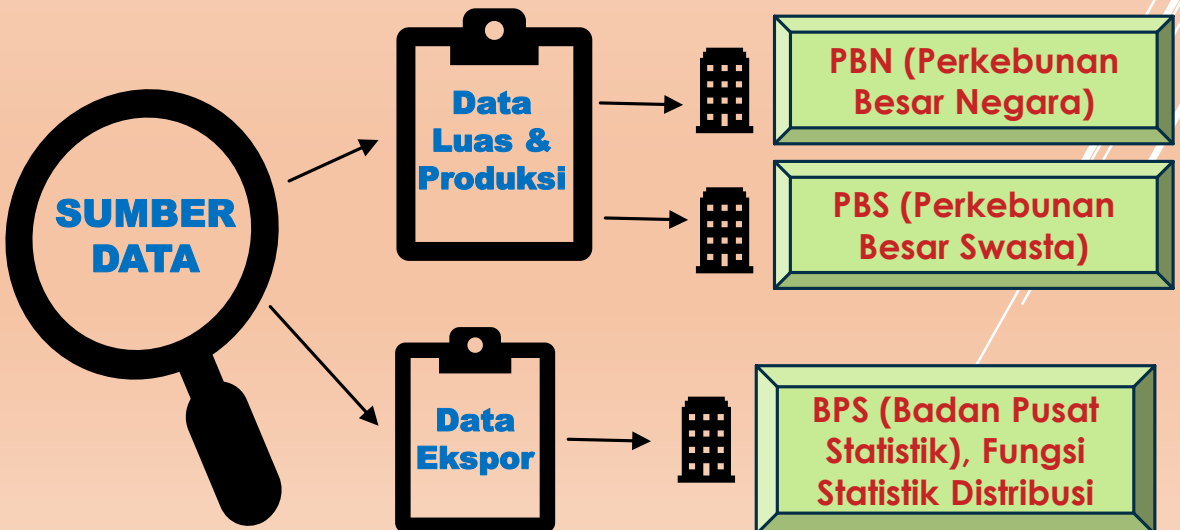 SUMBER
DATA
Data
Luas &
Produksi
PBN (Perkebunan
Besar Negara)
PBS (Perkebunan
Besar Swasta)
Data
Ekspor
BPS (Badan Pusat
Statistik), Fungsi
Statistik Distribusi